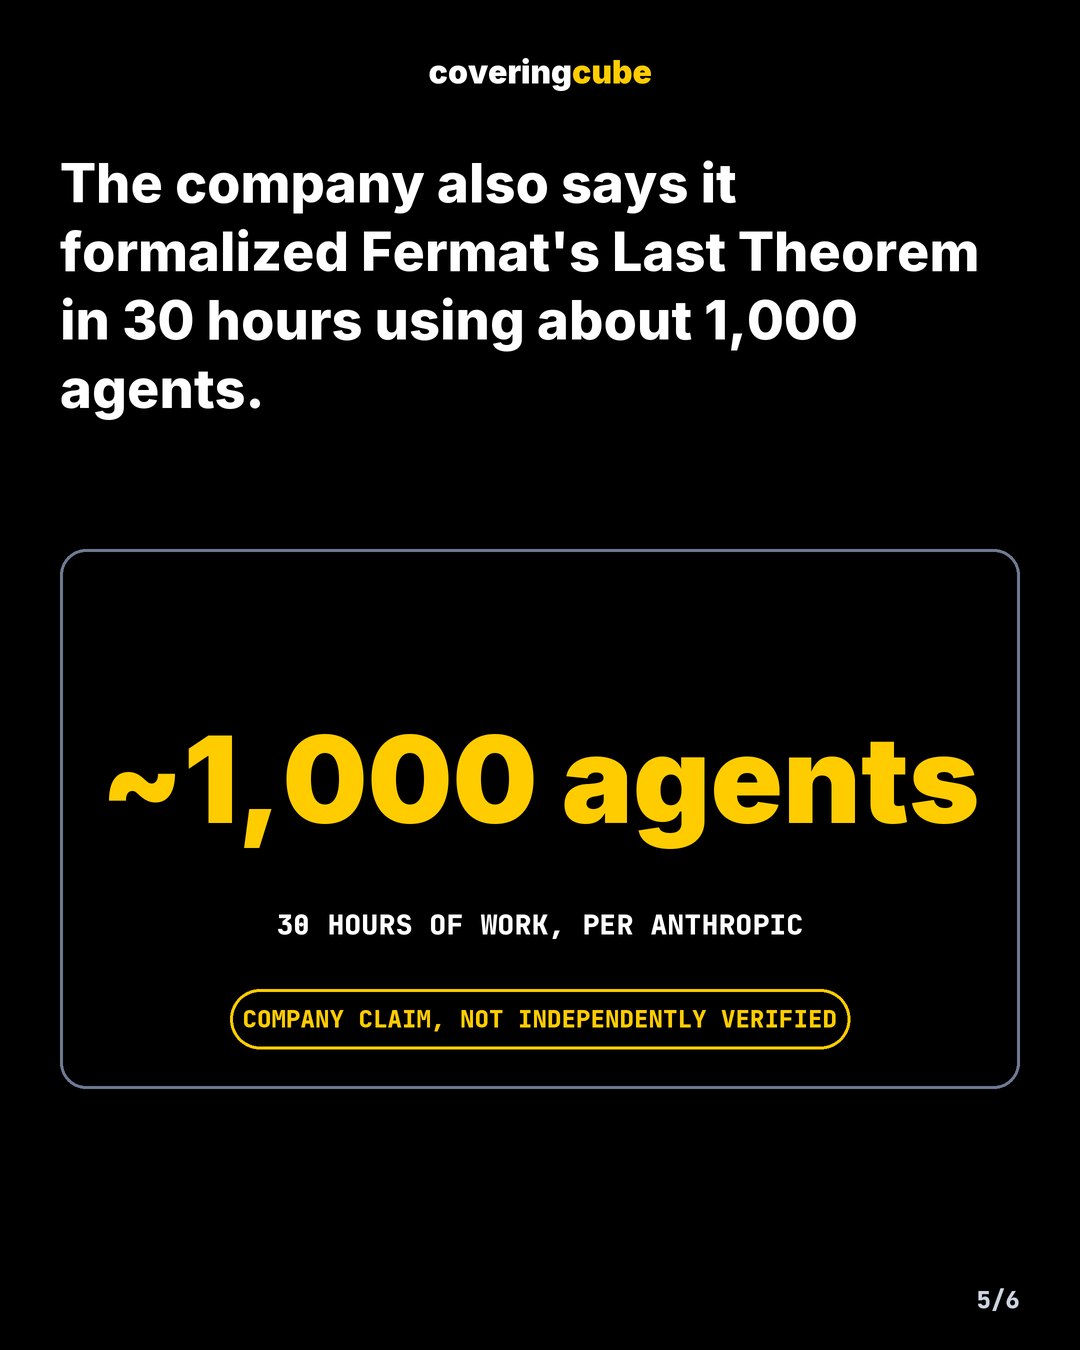 coveringcube
The company also says it
formalized Fermat's Last Theorem
in 30 hours using about 1,000
agents.
~1,000 agents
30 HOURS OF WORK, PER ANTHROPIC
COMPANY CLAIM, NOT INDEPENDENTLY VERIFIED
5/6